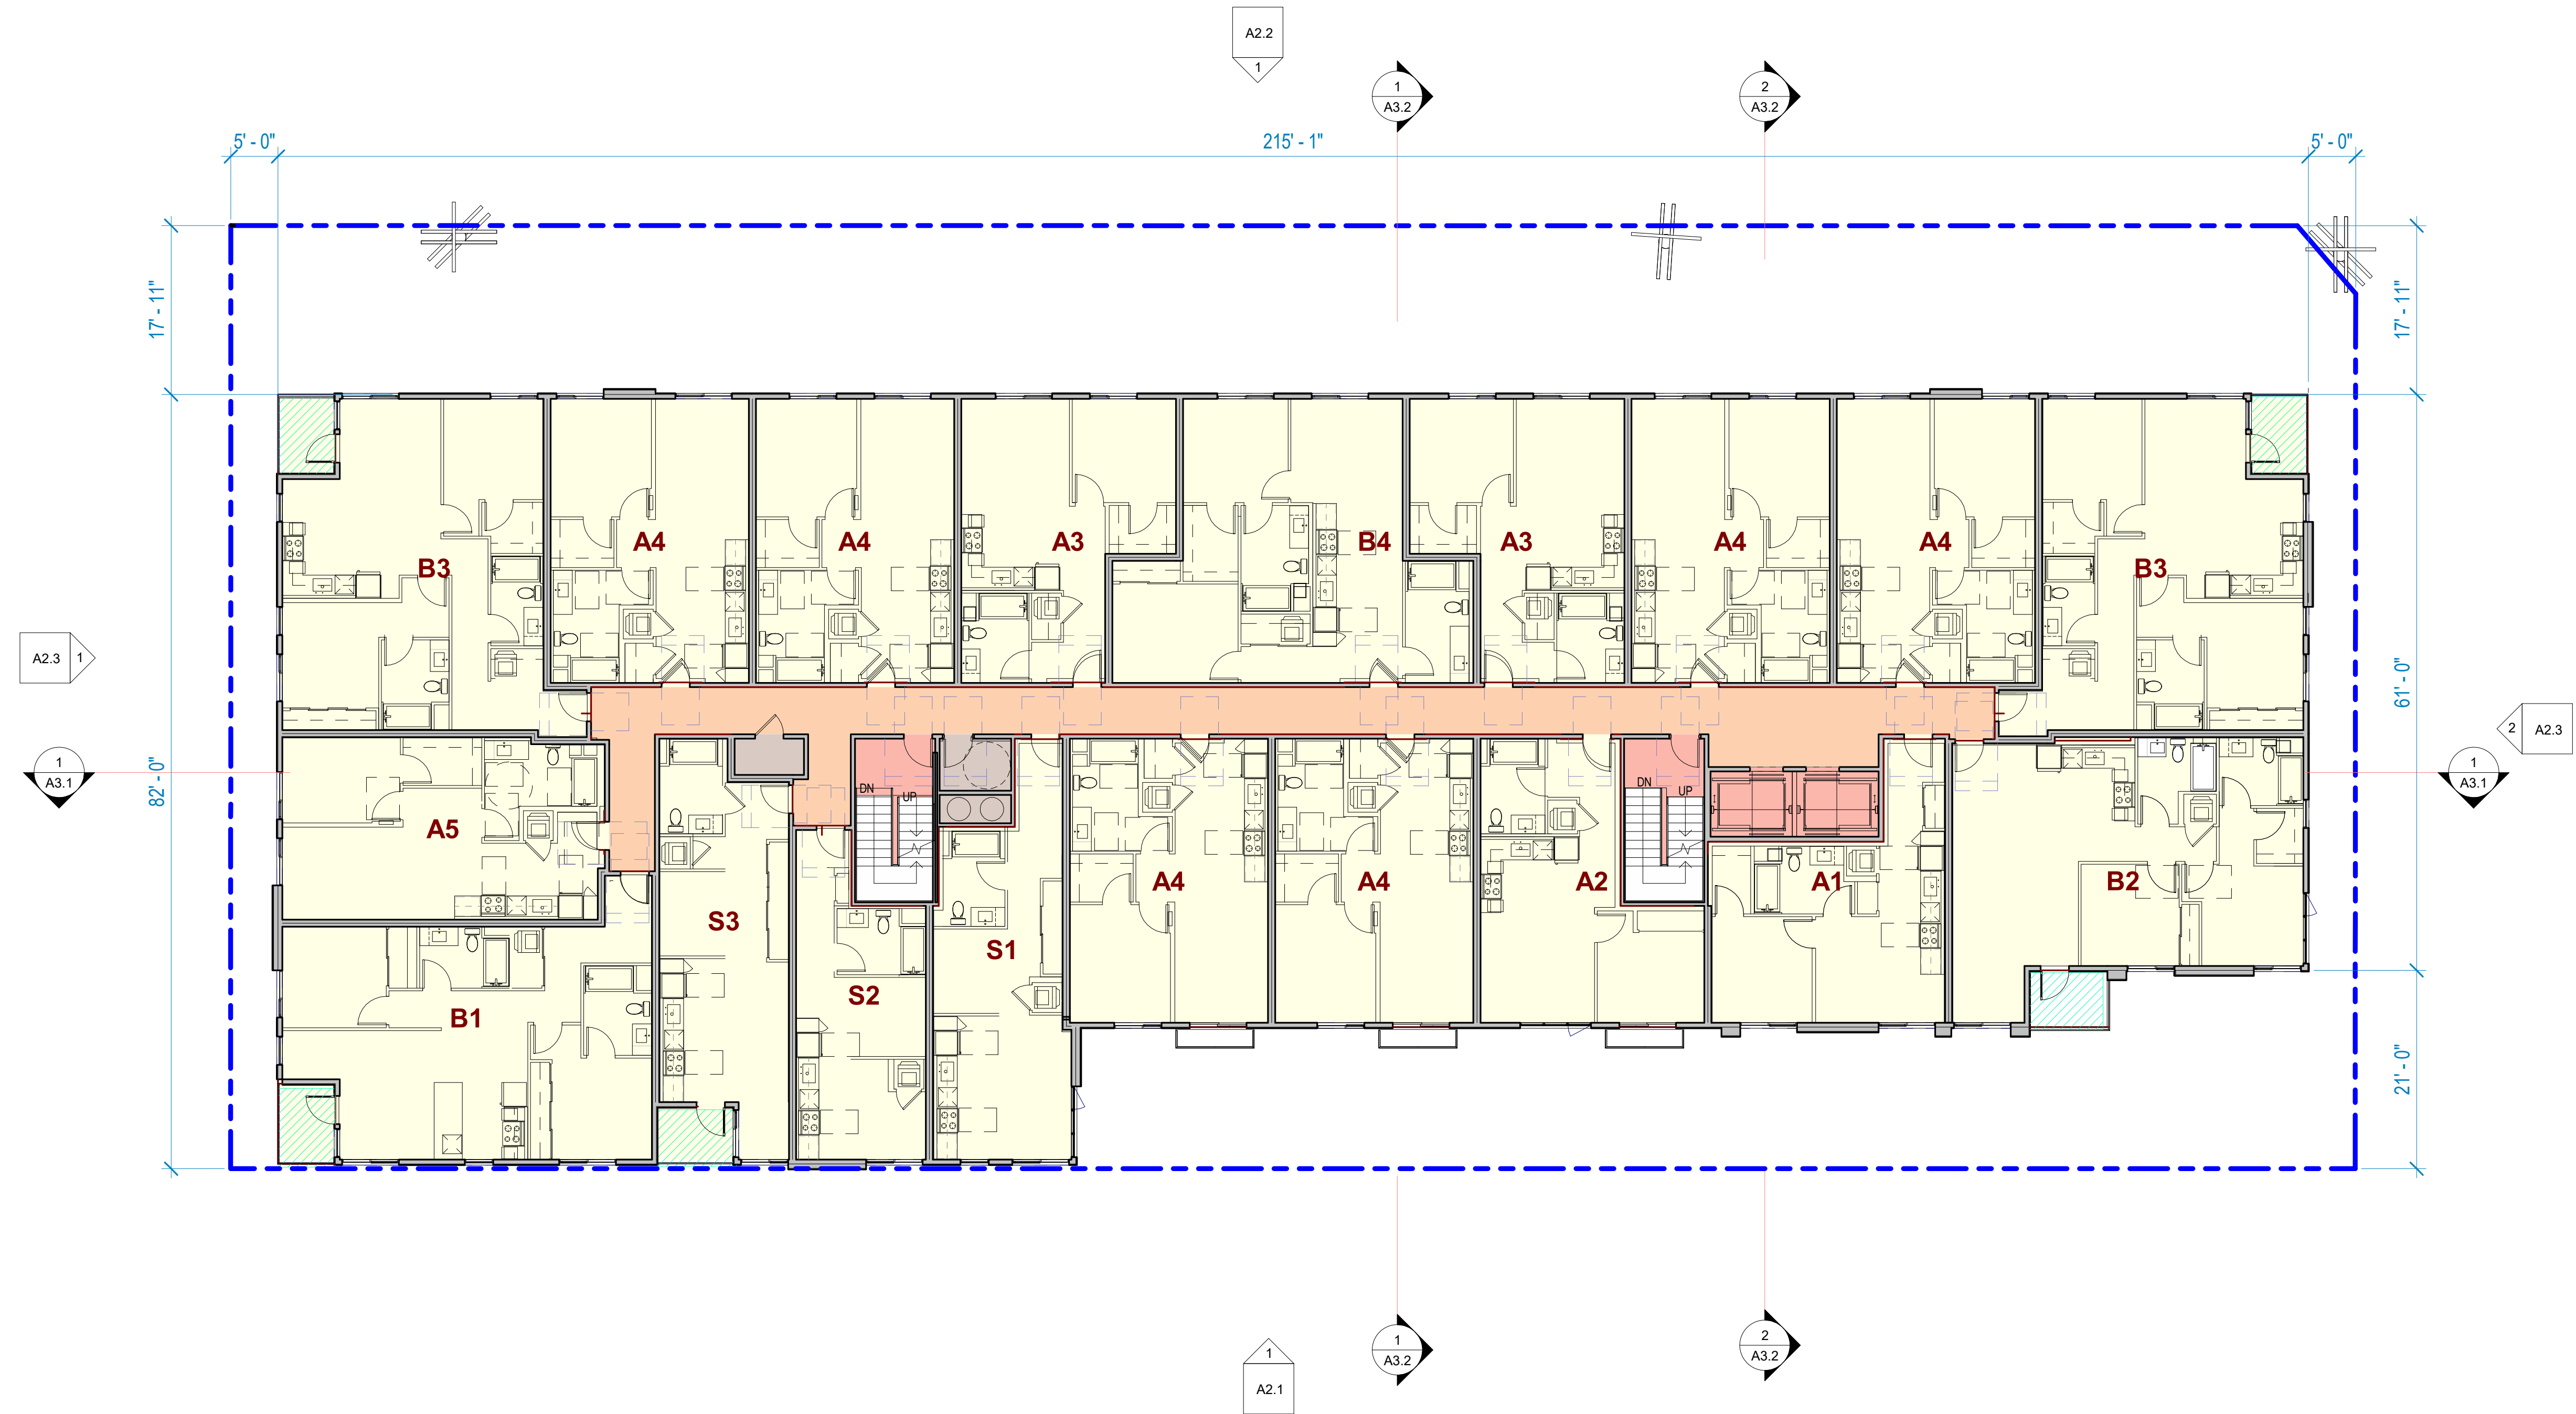 A2.2
1
1
A3.2
2
A3.2
5' - 0"
215' - 1"
5' - 0"
17' - 11"
17' - 11"
B3
A4
A4
A3
B4
A3
A4
A4
B3
A2.3
1
61' - 0"
2
A2.3
1
A3.1
82' - 0"
1
A3.1
DN
UP
DN
UP
A5
S3
S1
S2
B1
A4
A4
A2
A1
B2
21' - 0"
1
A3.2
2
A3.2
1
A2.1